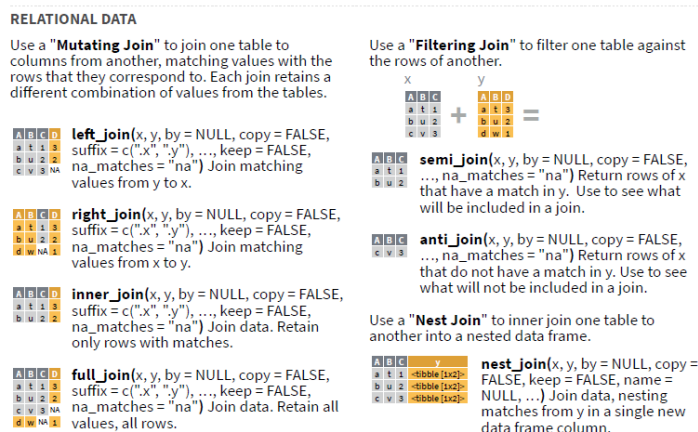 RELATIONAL DATA
Use a "Mutating Join" to join one table to
columns from another, matching values with the
rows that they correspond to. Each join retains a
different combination of values from the tables.
A B C D
a t 1 3
b u 2 2
c v 3 NA
left_join(x, y, by = NULL, copy = FALSE,
suffix = c(".x", ".y"), …, keep = FALSE,
na_matches = "na") Join matching
values from y to x.
A B C D
a t 1 3
b u 2 2
d w NA 1
right_join(x, y, by = NULL, copy = FALSE,
suffix = c(".x", ".y"), …, keep = FALSE,
na_matches = "na") Join matching
values from x to y.
A B C D
a t 1 3
b u 2 2
inner_join(x, y, by = NULL, copy = FALSE,
suffix = c(".x", ".y"), …, keep = FALSE,
na_matches = "na") Join data. Retain
only rows with matches.
A B C D
a t 1 3
b u 2 2
c v 3 NA
d w NA 1
full_join(x, y, by = NULL, copy = FALSE,
suffix = c(".x", ".y"), …, keep = FALSE,
na_matches = "na") Join data. Retain all
values, all rows.
Use a "Filtering Join" to filter one table against
the rows of another.
x y
A B C A B D
a t 1 + a t 3 =
b u 2 b u 2
c v 3 d w 1
A B C
a t 1
b u 2
semi_join(x, y, by = NULL, copy = FALSE,
…, na_matches = "na") Return rows of x
that have a match in y. Use to see what
will be included in a join.
A B C
c v 3
anti_join(x, y, by = NULL, copy = FALSE,
…, na_matches = "na") Return rows of x
that do not have a match in y. Use to see
what will not be included in a join.
Use a "Nest Join" to inner join one table to
another into a nested data frame.
A B C y
a t 1 <tibble [1x2]>
b u 2 <tibble [1x2]>
c v 3 <tibble [1x2]>
nest_join(x, y, by = NULL, copy =
FALSE, keep = FALSE, name =
NULL, …) Join data, nesting
matches from y in a single new
data frame column.